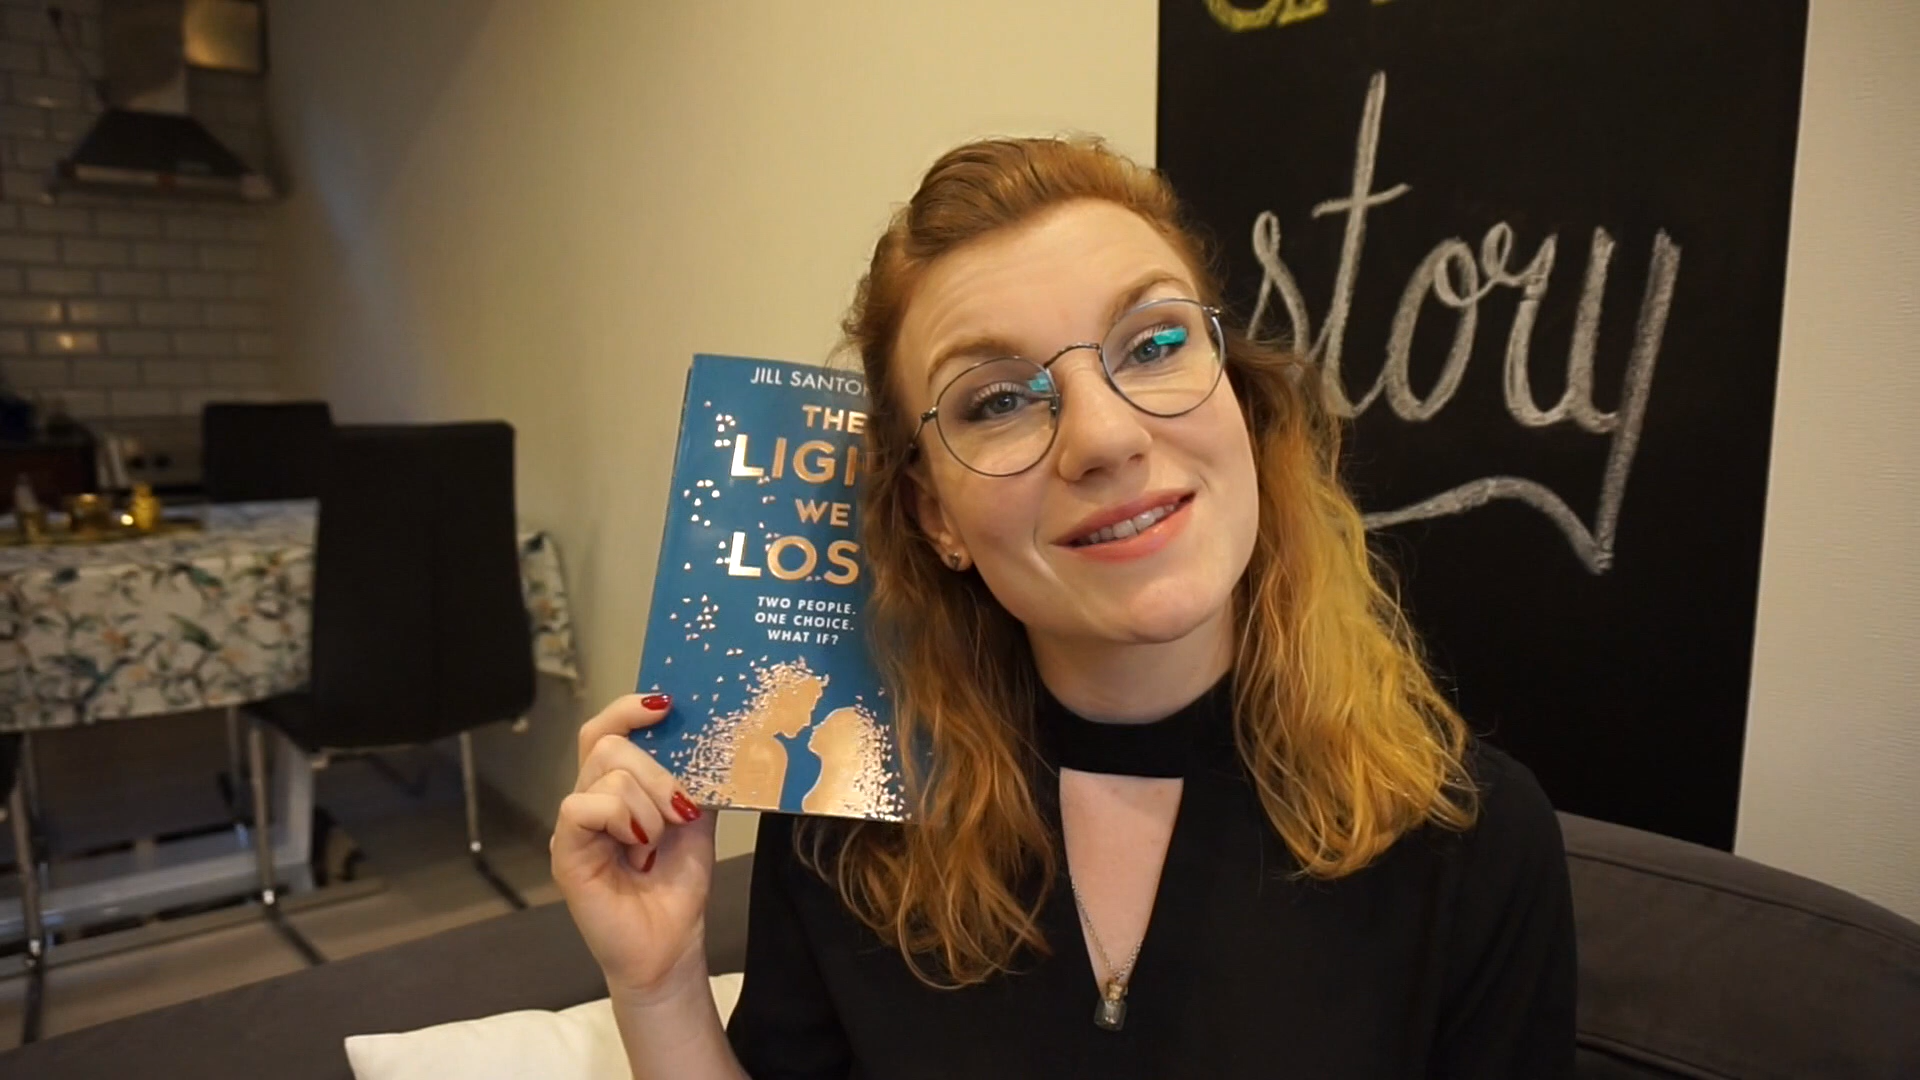 JILL SANTO
THE
LIGH
WE
LOS
TWO PEOPLE.
ONE CHOICE.
WHAT IF?
story